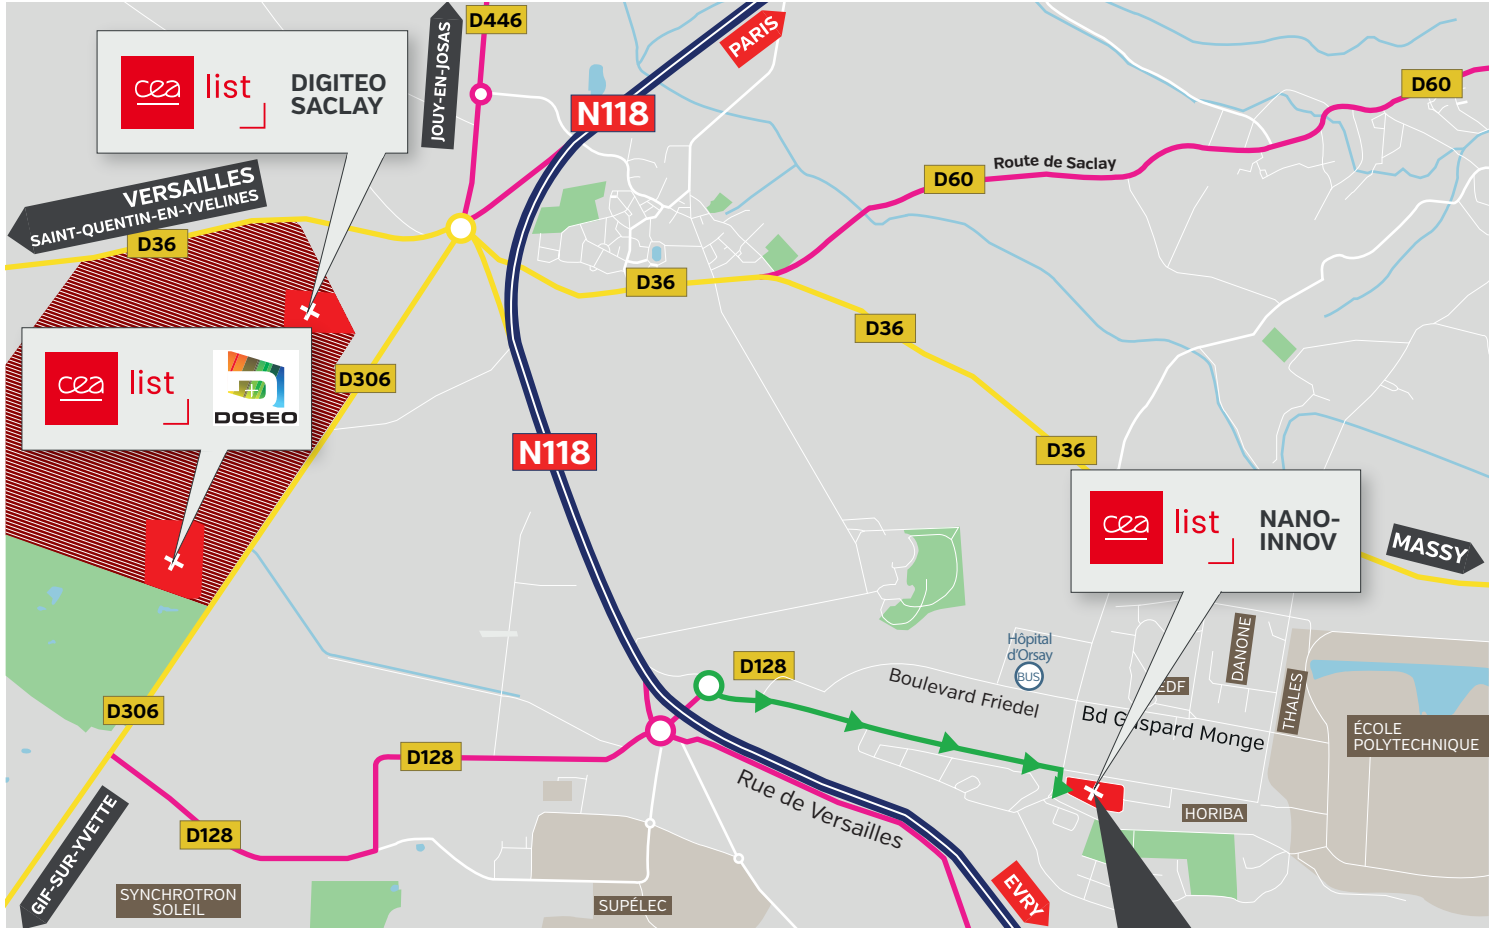 D446
PARIS
JOUY-EN-JOSAS
cea
list
DIGITEO
SACLAY
N118
D60
Route de Saclay
D60
VERSAILLES
SAINT-QUENTIN-EN-YVELINES
D36
D36
D36
cea
list
DOSEO
D306
N118
D36
cea
list
NANO-
INNOV
MASSY
Hôpital
d'Orsay
BUS
DANONE
EDF
THALES
D128
Boulevard Friedel
Bd Gaspard Monge
ÉCOLE
POLYTECHNIQUE
D306
D128
Rue de Versailles
HORIBA
D128
GIF-SUR-YVETTE
SYNCHROTRON
SOLEIL
SUPÉLEC
EVRY